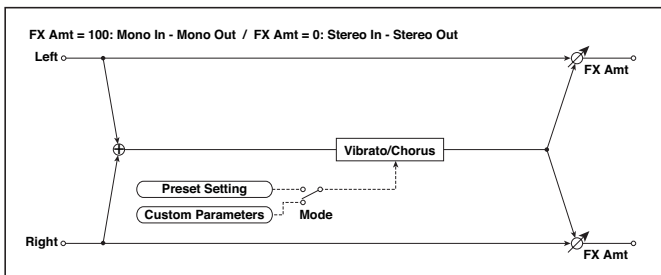 FX Amt = 100: Mono In - Mono Out / FX Amt = 0: Stereo In - Stereo Out
Left
FX Amt
Vibrato/Chorus
Preset Setting
Custom Parameters
Mode
Right
FX Amt